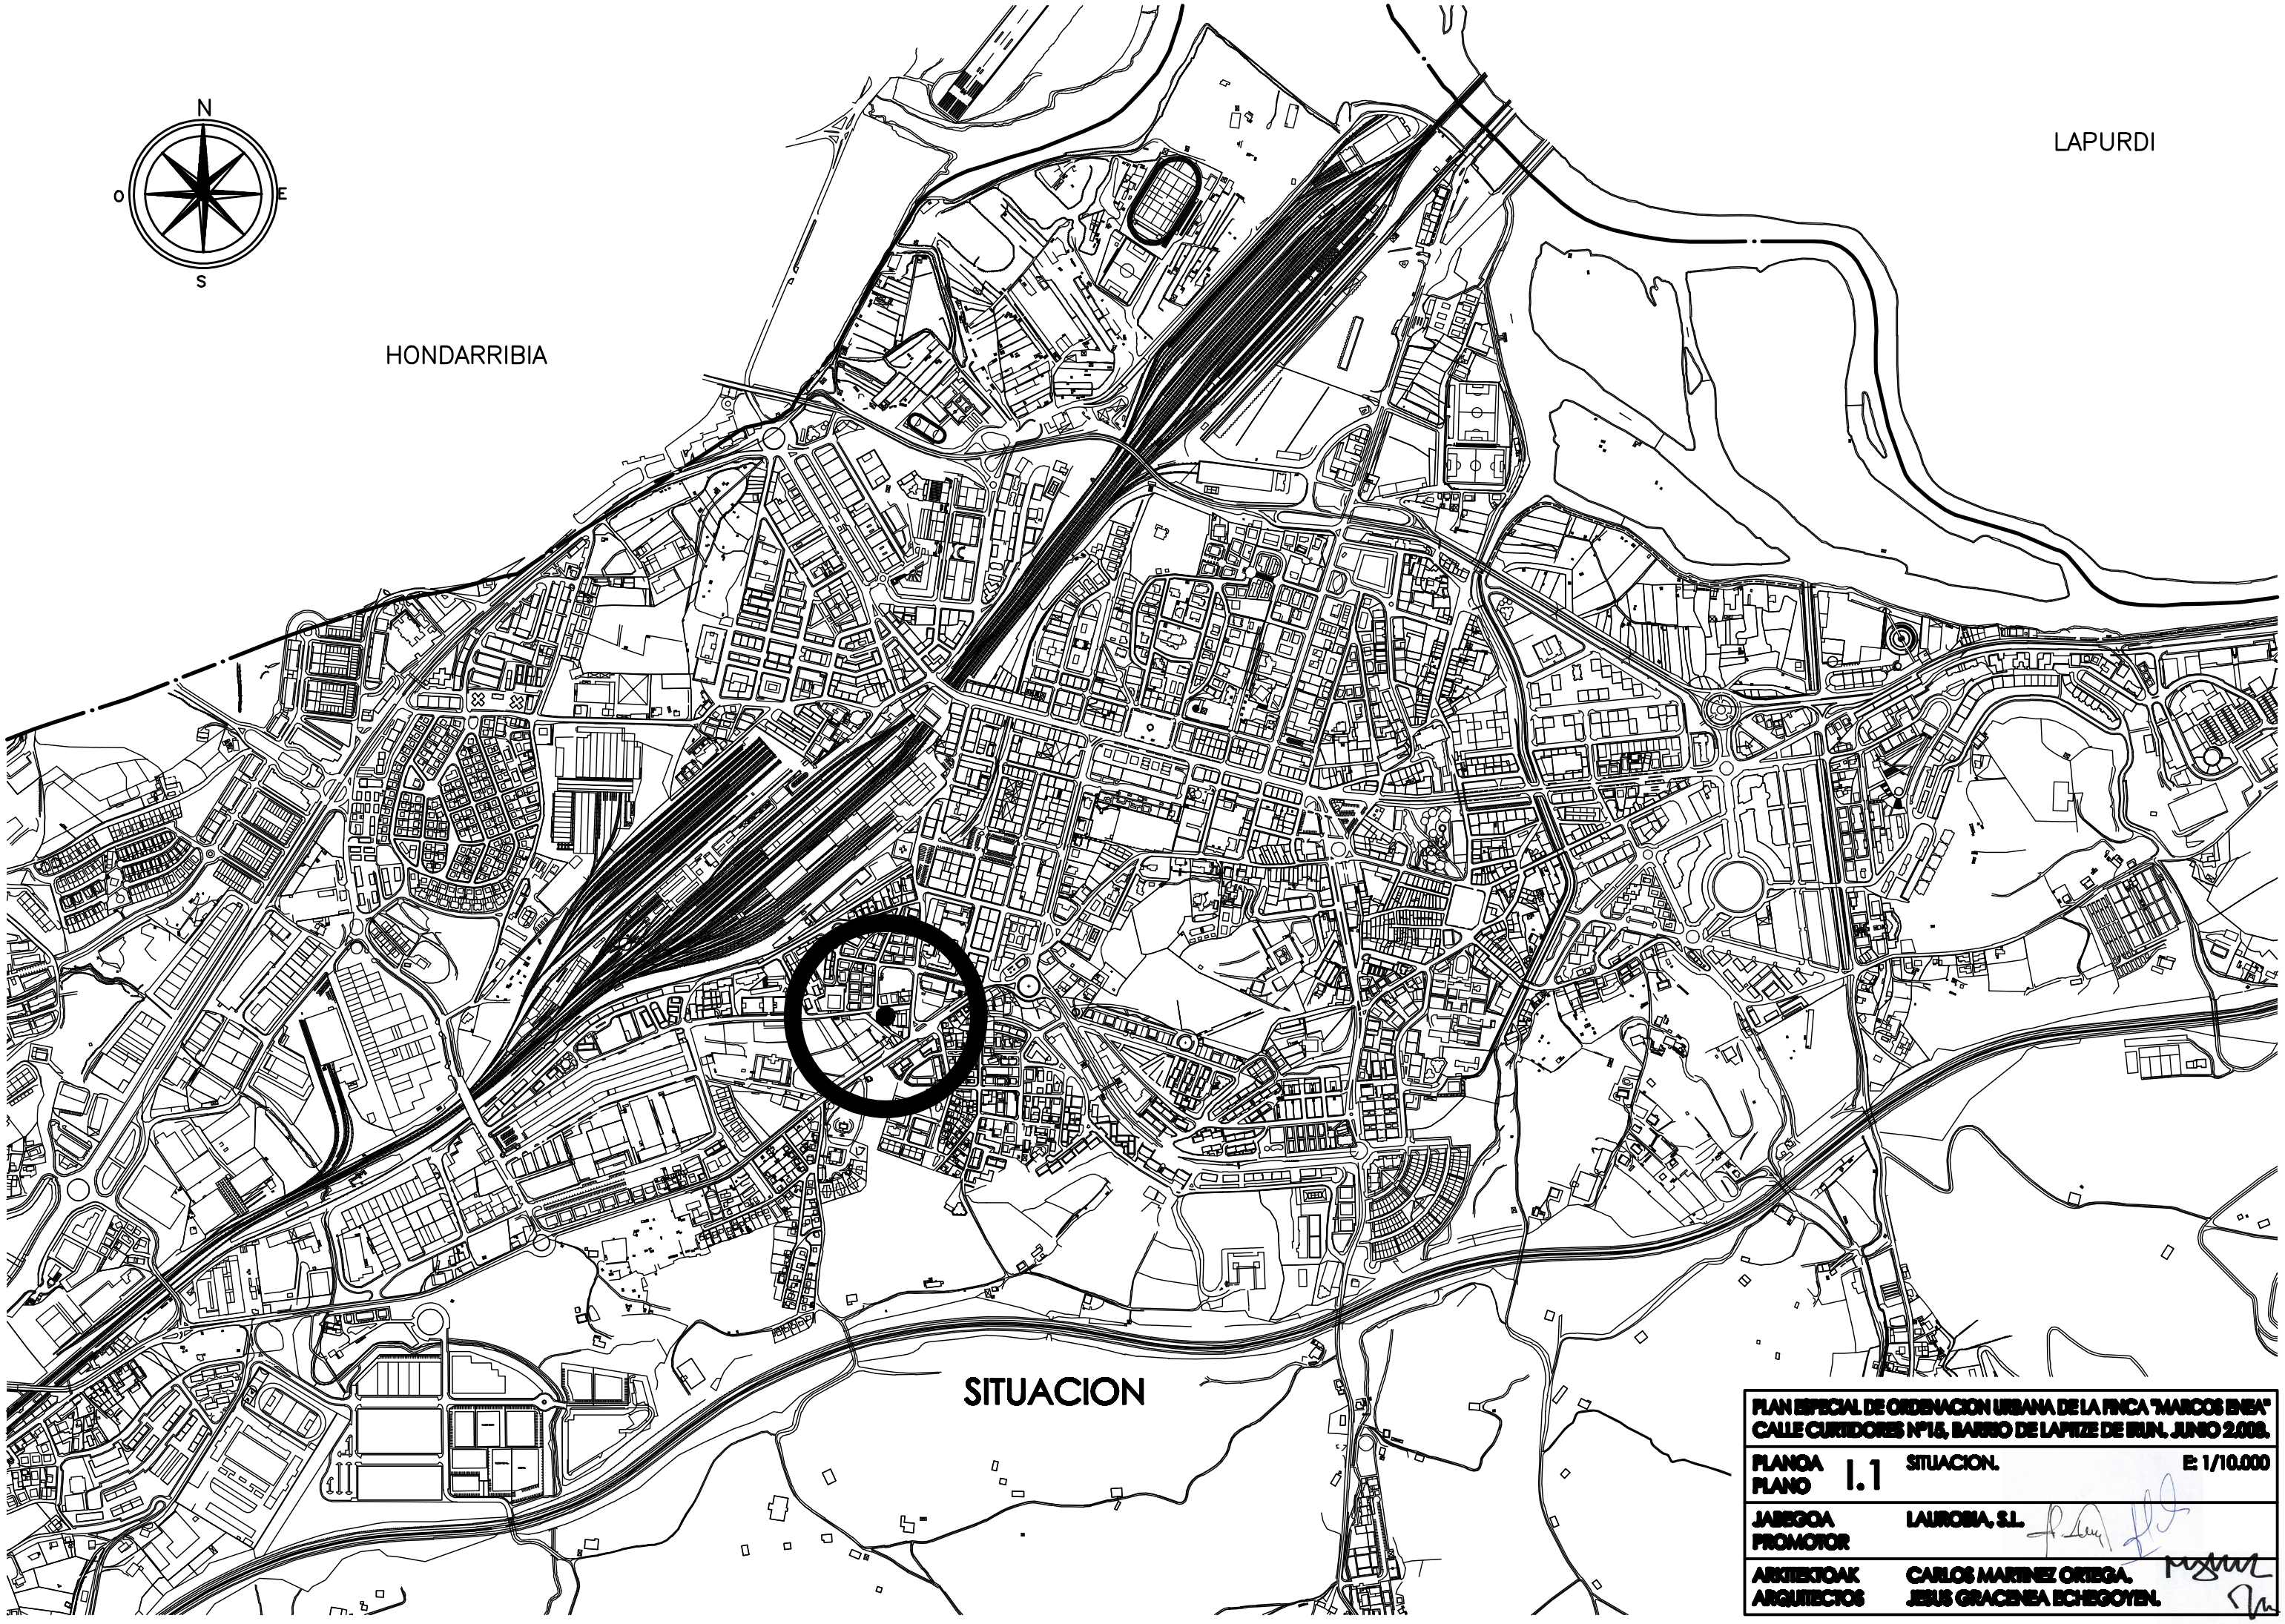 N
LAPURDI
O
E
S
HONDARRIBIA
SITUACION
PLAN ESPECIAL DE ORDENACION URBANA DE LA FINCA "MARCOS ENEA"
CALLE CURTIDORES Nº15, BARRIO DE LAPITZE DE IRUN. JUNIO 2.008.
PLANOA
PLANO
I.1
SITUACION.
E: 1/10.000
JABEGOA
PROMOTOR
LAUROBIA, S.L.
ARKITEKTOAK
ARQUITECTOS
CARLOS MARTINEZ ORTEGA.
JESUS GRACENEA ECHEGOYEN.